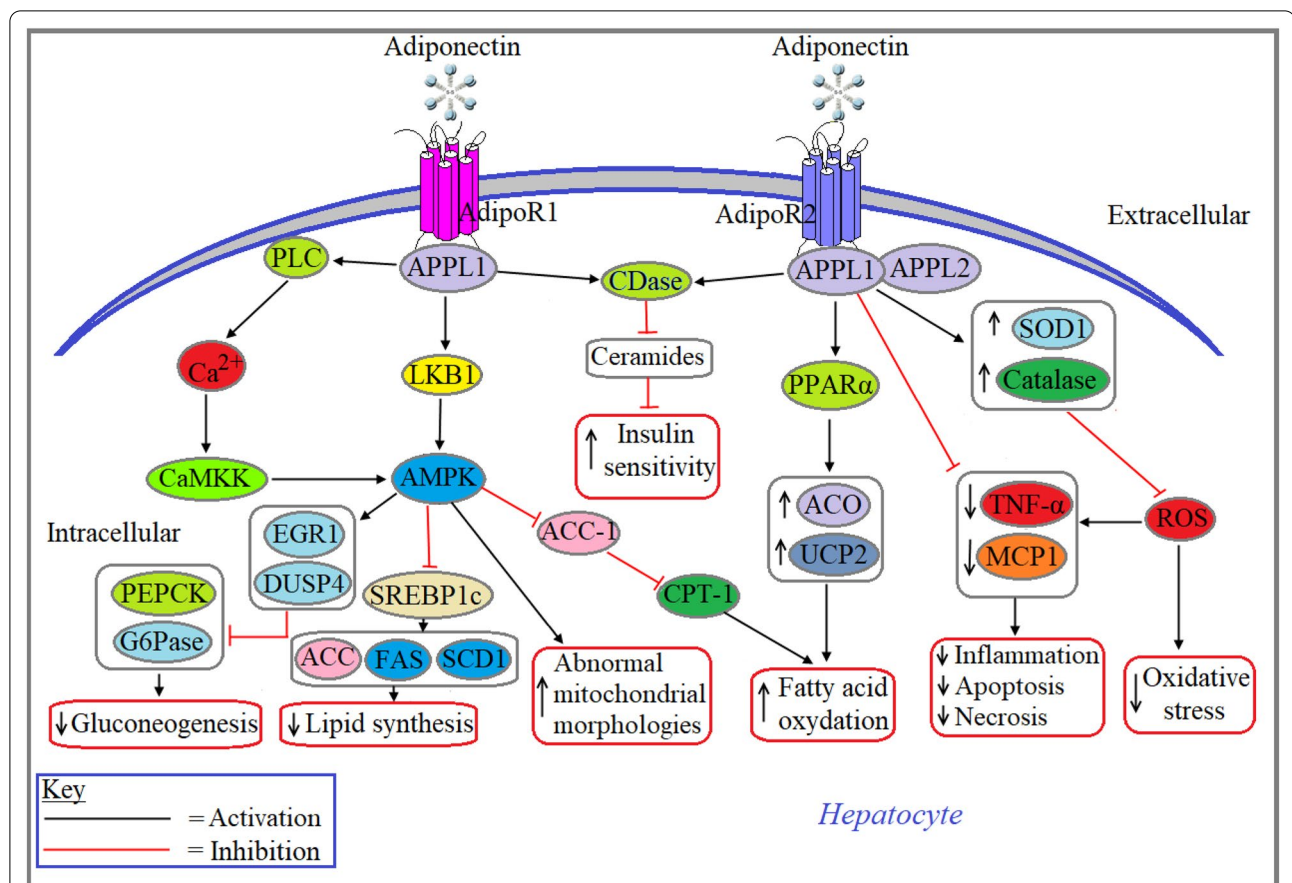 Adiponectin
Adiponectin
AdipoR1
AdipoR2
Extracellular
PLC
APPL1
CDase
APPL1
APPL2
↑ SOD1
↑ Catalase
Ca2+
LKB1
Ceramides
PPARα
↑ Insulin
sensitivity
CaMKK
AMPK
Intracellular
EGR1
DUSP4
ACC-1
↑ ACO
↑ UCP2
↓ TNF-α
↓ MCP1
ROS
PEPCK
G6Pase
SREBP1c
CPT-1
ACC
FAS
SCD1
↓ Gluconeogenesis
↓ Lipid synthesis
↑ Abnormal
mitochondrial
morphologies
↑ Fatty acid
oxydation
↓ Inflammation
↓ Apoptosis
↓ Necrosis
↓ Oxidative
stress
Key
= Activation
= Inhibition
Hepatocyte